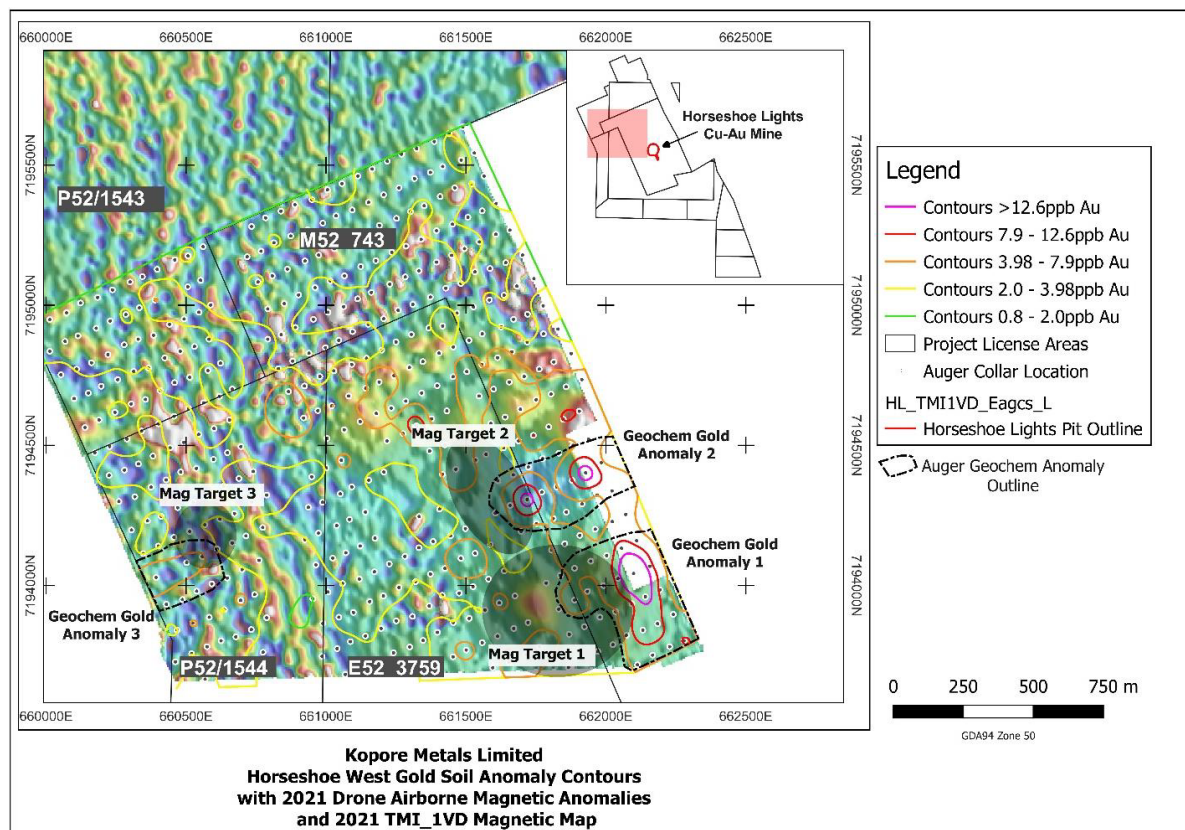 660000E 660500E 661000E 661500E 662000E 662500E
7195500N
7195000N
7194500N
7194000N
P52/1543
M52 743
Horseshoe Lights
Cu-Au Mine
7195500N
7195000N
7194500N
7194000N
Mag Target 2
Geochem Gold
Anomaly 2
Mag Target 3
Geochem Gold
Anomaly 1
Geochem Gold
Anomaly 3
Mag Target 1
P52/1544
E52 3759
660000E 660500E 661000E 661500E 662000E 662500E
Legend
Contours >12.6ppb Au
Contours 7.9 - 12.6ppb Au
Contours 3.98 - 7.9ppb Au
Contours 2.0 - 3.98ppb Au
Contours 0.8 - 2.0ppb Au
Project License Areas
Auger Collar Location
HL_TMI1VD_Eagcs_L
Horseshoe Lights Pit Outline
Auger Geochem Anomaly
Outline
0 250 500 750 m
GDA94 Zone 50
Kopore Metals Limited
Horseshoe West Gold Soil Anomaly Contours
with 2021 Drone Airborne Magnetic Anomalies
and 2021 TMI_1VD Magnetic Map